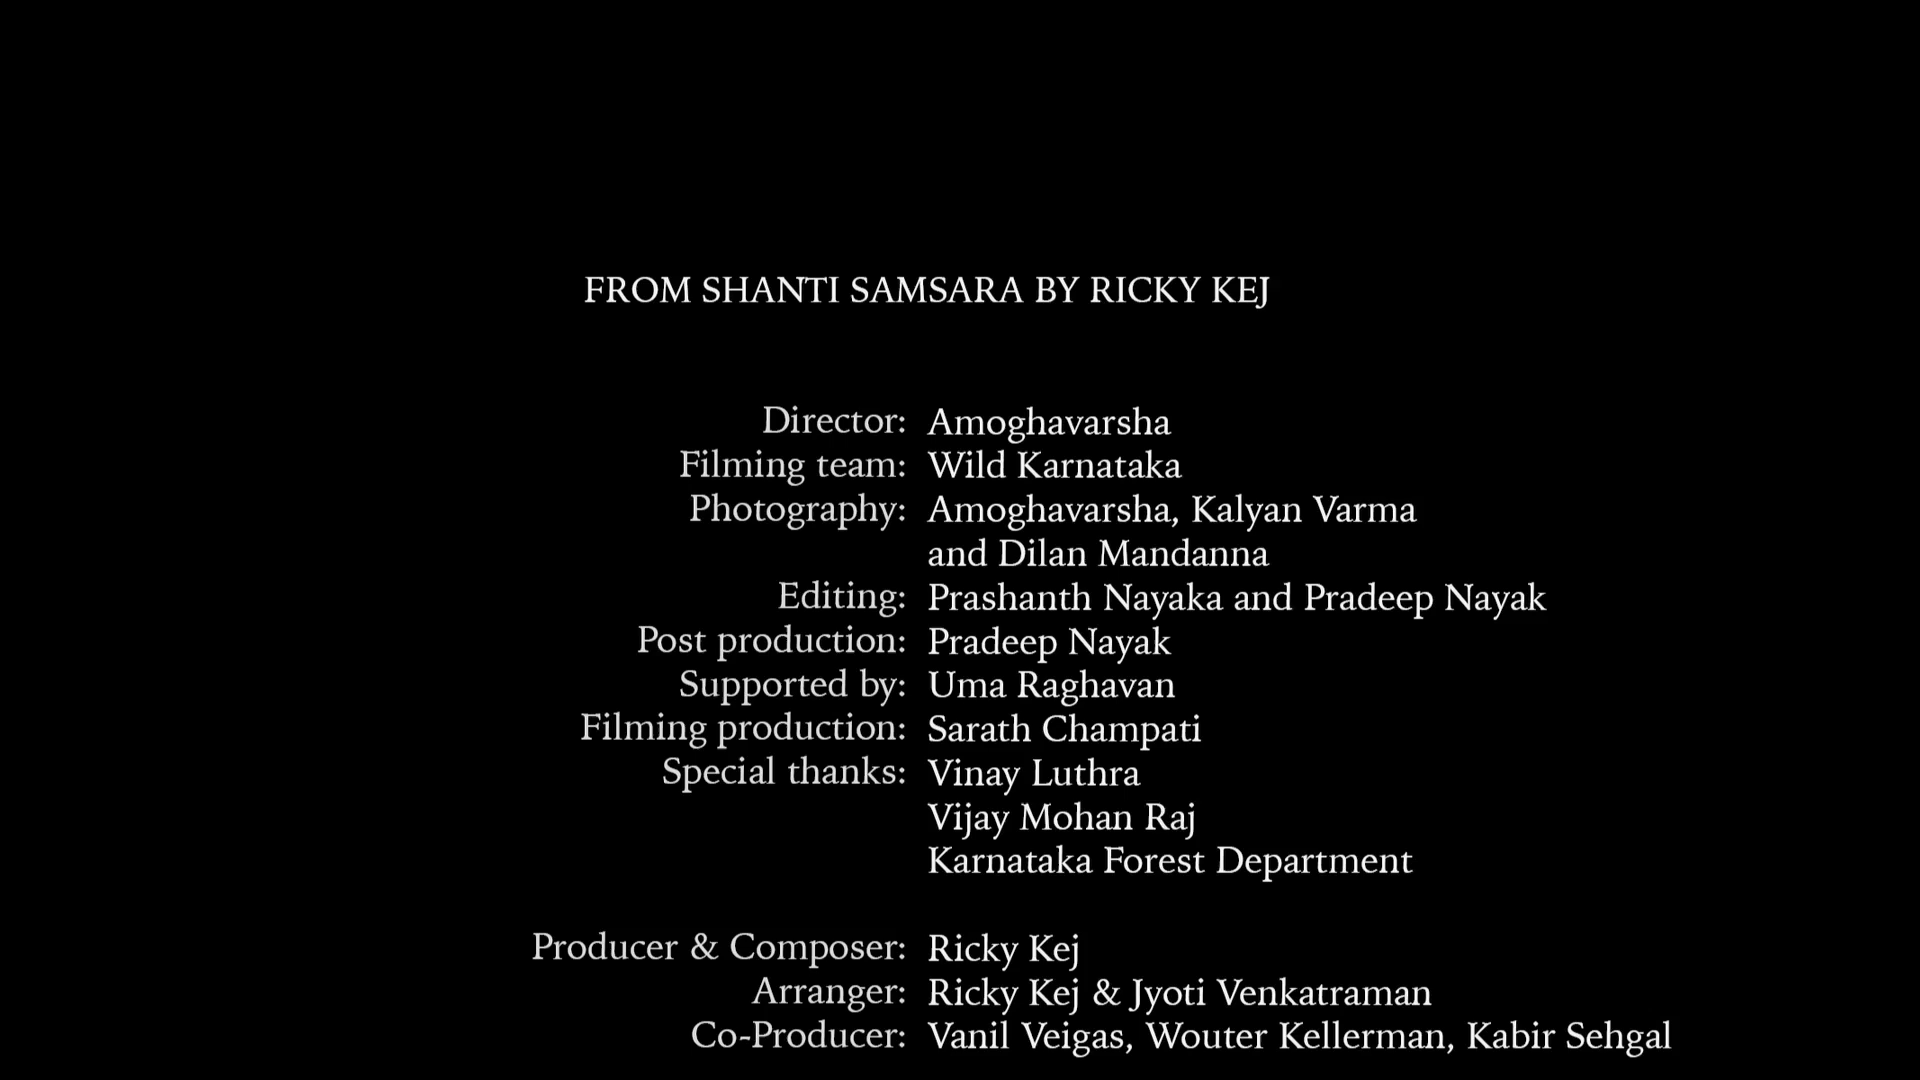 FROM SHANTI SAMSARA BY RICKY KEJ
Director: Amoghavarsha
Filming team: Wild Karnataka
Photography: Amoghavarsha, Kalyan Varma
and Dilan Mandanna
Editing: Prashanth Nayaka and Pradeep Nayak
Post production: Pradeep Nayak
Supported by: Uma Raghavan
Filming production: Sarath Champati
Special thanks: Vinay Luthra
Vijay Mohan Raj
Karnataka Forest Department
Producer & Composer: Ricky Kej
Arranger: Ricky Kej & Jyoti Venkatraman
Co-Producer: Vanil Veigas, Wouter Kellerman, Kabir Sehgal